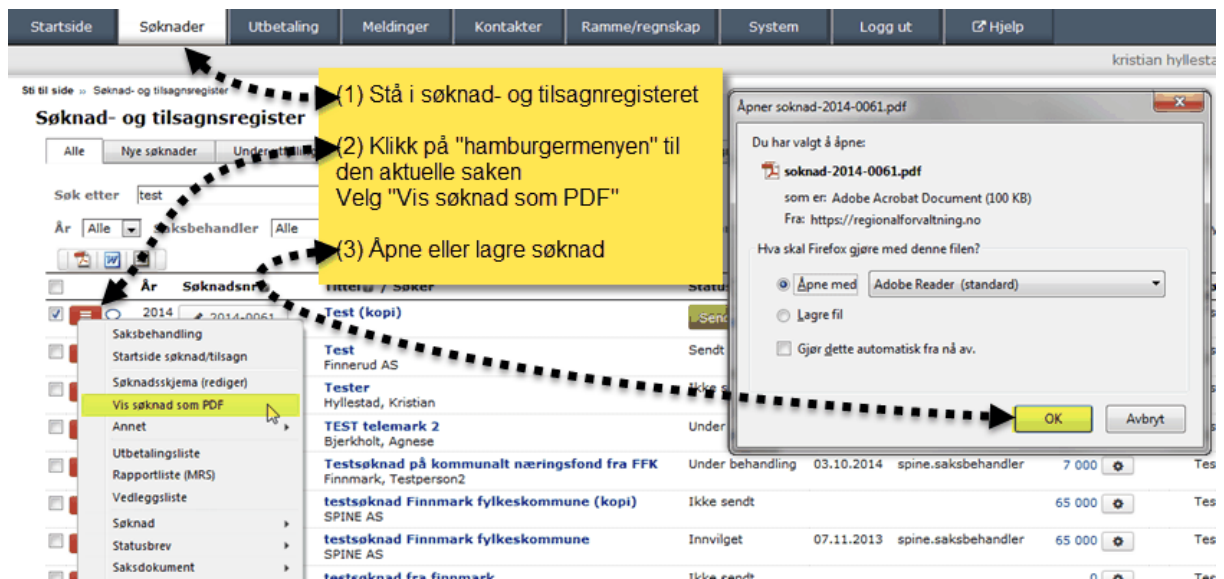 Startside Søknader Utbetaling Meldinger Kontakter Ramme/regnskap System Logg ut Hjelp
kristian hyllesta
Sti til side » Søknad- og tilsagnsregister
Søknad- og tilsagnsregister
Alle Nye søknader Under
Søk etter test
År Alle Saksbehandler Alle
(1) Stå i søknad- og tilsagnregisteret
(2) Klikk på "hamburgermenyen" til
den aktuelle saken
Velg "Vis søknad som PDF"
(3) Åpne eller lagre søknad
Åpner soknad-2014-0061.pdf
Du har valgt å åpne:
soknad-2014-0061.pdf
som er: Adobe Acrobat Document (100 KB)
Fra: https://regionalforvaltning.no
Hva skal Firefox gjøre med denne filen?
Åpne med Adobe Reader (standard)
Lagre fil
Gjør dette automatisk fra nå av.
OK Avbryt
År Søknadsnr / Søker
2014 2014-0061 Test (kopi)
Saksbehandling
Startside søknad/tilsagn
Søknadsskjema (rediger)
Vis søknad som PDF
Annet
Utbetalingsliste
Rapportliste (MRS)
Vedleggsliste
Søknad
Statusbrev
Saksdokument
Test Sendt
Finnerud AS
Tester Ikke
Hyllestad, Kristian
TEST telemark 2 Under
Bjerkholt, Agnese
Testsøknad på kommunalt næringsfond fra FFK Under behandling 03.10.2014 spine.saksbehandler 7 000 Tes
Finnmark, Testperson2
testsøknad Finnmark fylkeskommune (kopi) Ikke sendt 65 000 Tes
SPINE AS
testsøknad Finnmark fylkeskommune Innvilget 07.11.2013 spine.saksbehandler 65 000 Tes
SPINE AS
testsøknad fra finnmark Ikke sendt 0 Tes